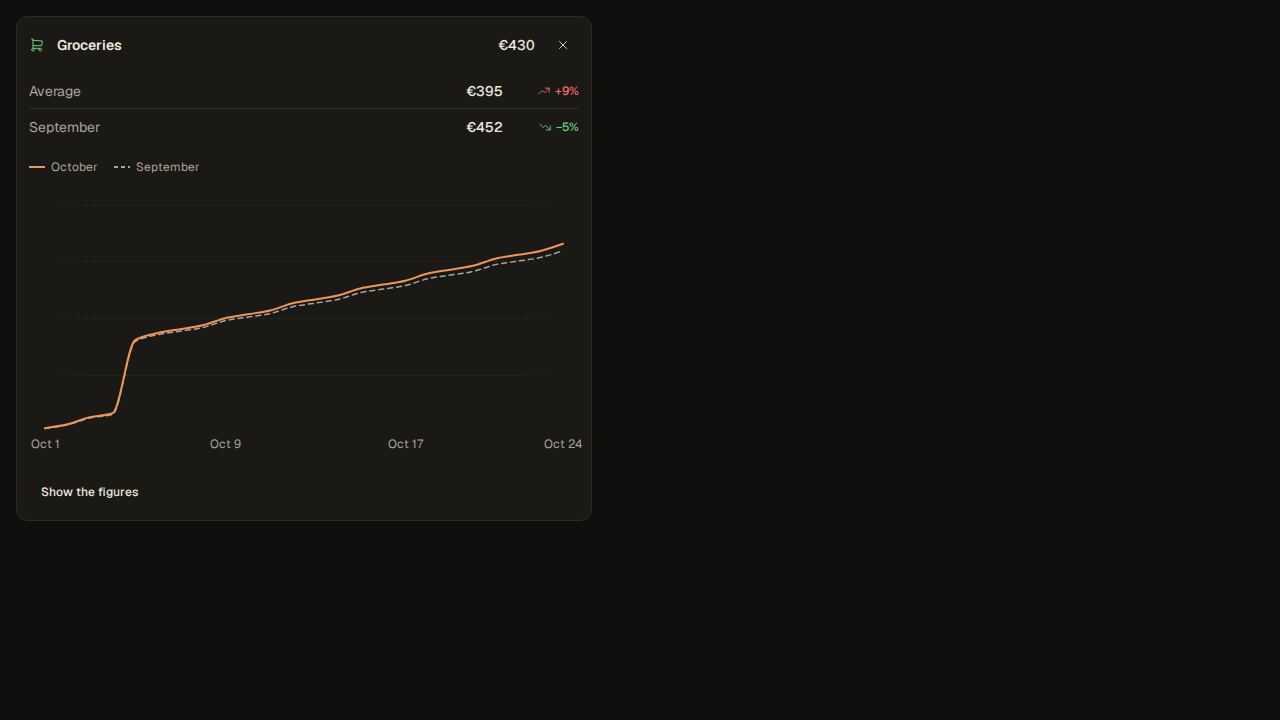 Groceries €430
Average €395 +9%
September €452 -5%
October September
Oct 1 Oct 9 Oct 17 Oct 24
Show the figures